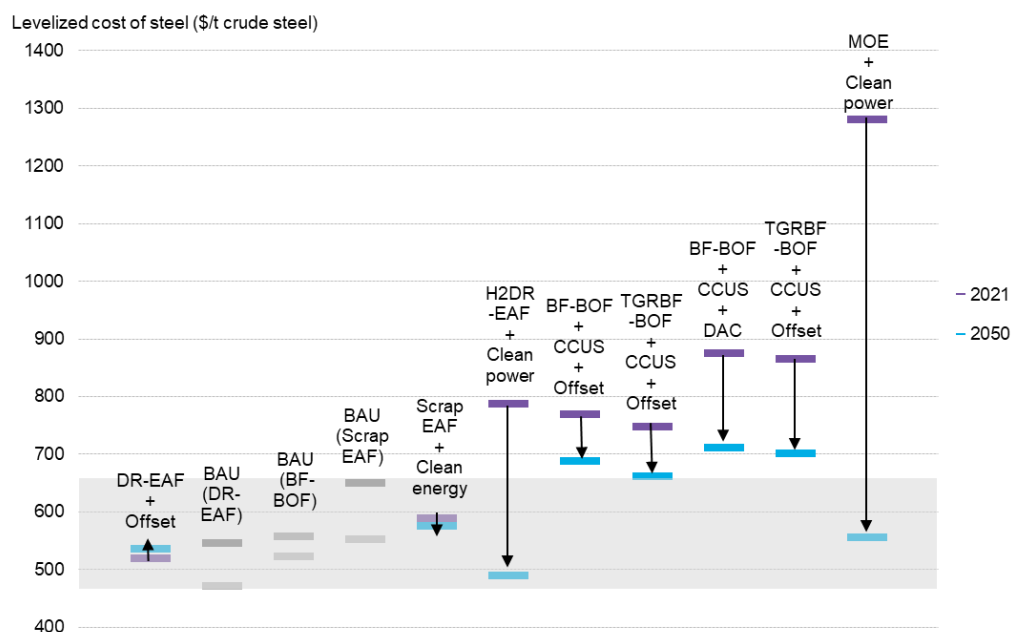 Levelized cost of steel ($/t crude steel)
1400
1300
1200
1100
1000
900
800
700
600
500
400
DR-EAF
+
Offset
BAU
(DR-
EAF)
BAU
(BF-
BOF)
BAU
(Scrap
EAF)
Scrap
EAF
+
Clean
energy
H2DR
-EAF
+
Clean
power
BF-BOF
+
CCUS
+
Offset
TGRBF
-BOF
+
CCUS
+
Offset
BF-BOF
+
CCUS
+
DAC
TGRBF
-BOF
+
CCUS
+
Offset
MOE
+
Clean
power
2021
2050